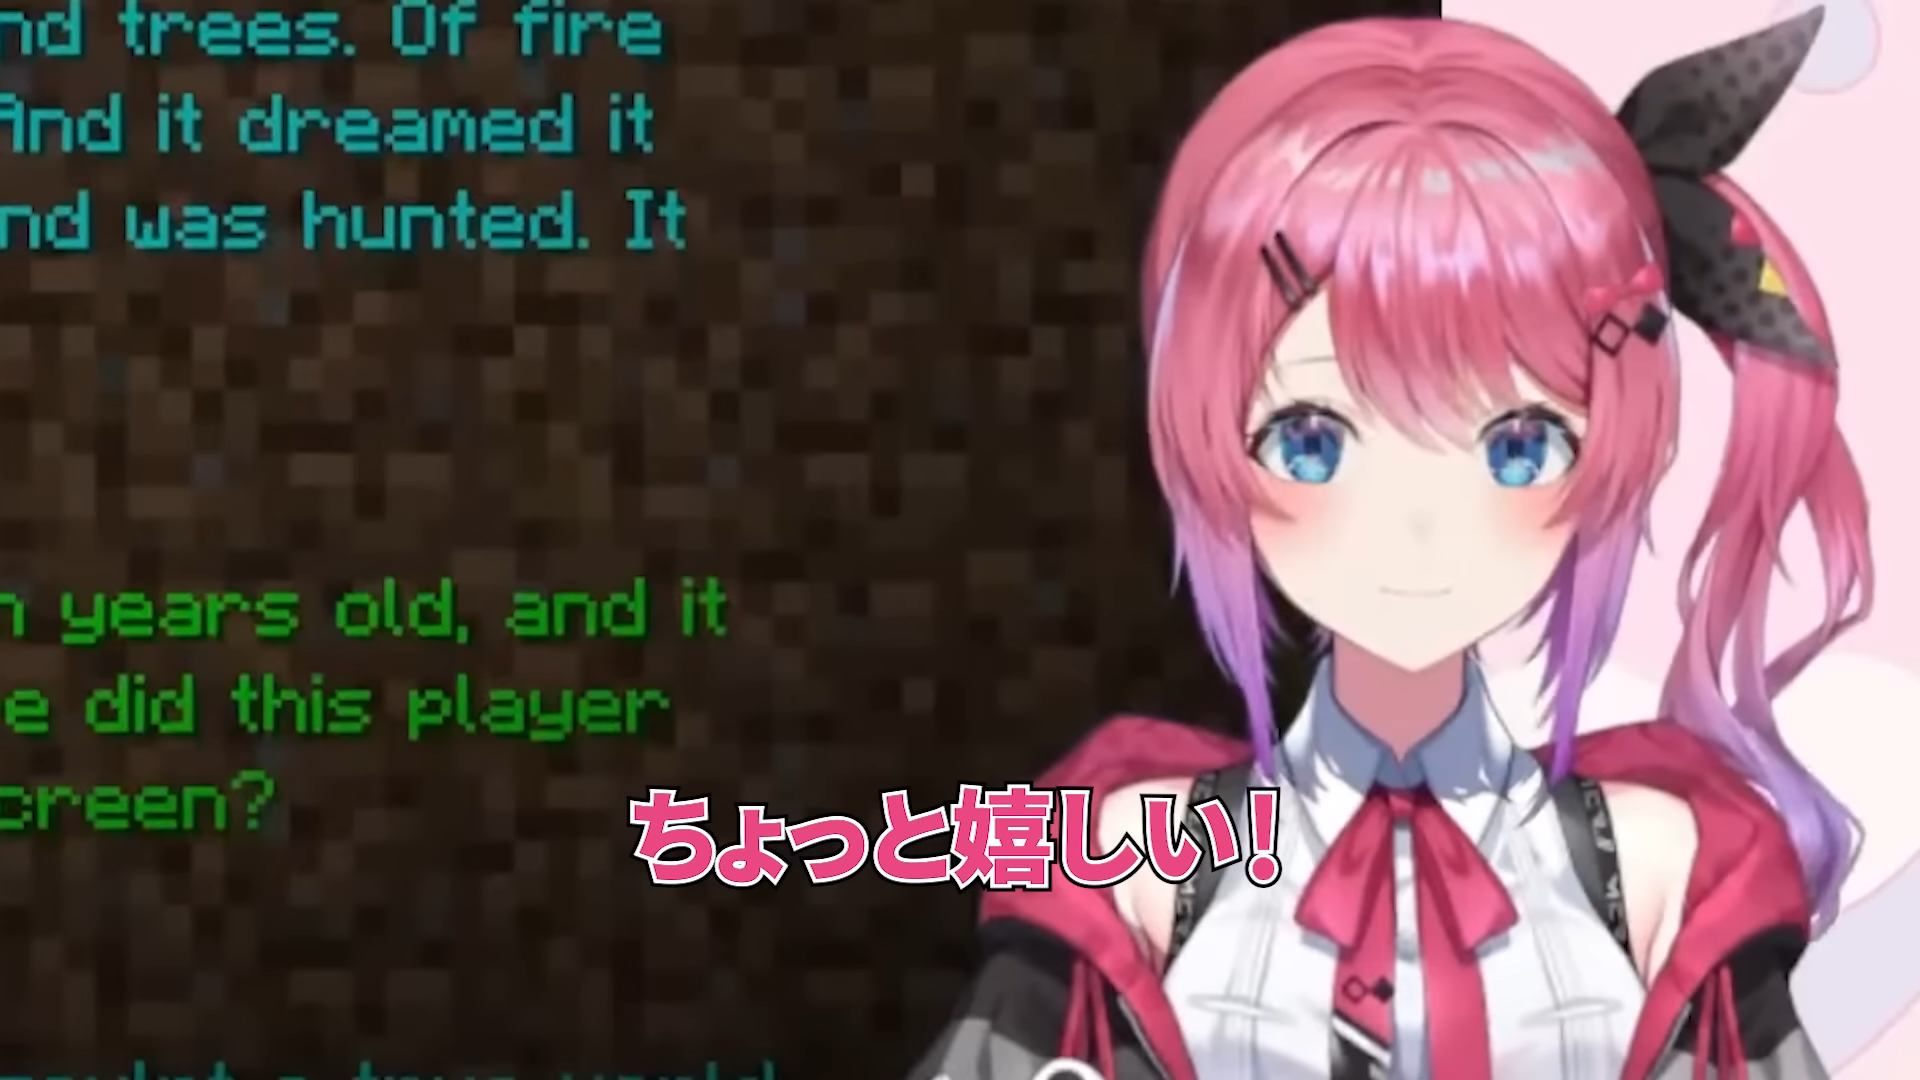 nd trees. Of fire
And it dreamed it
nd was hunted. It
n years old, and it
e did this player
creen?
ちょっと嬉しい!